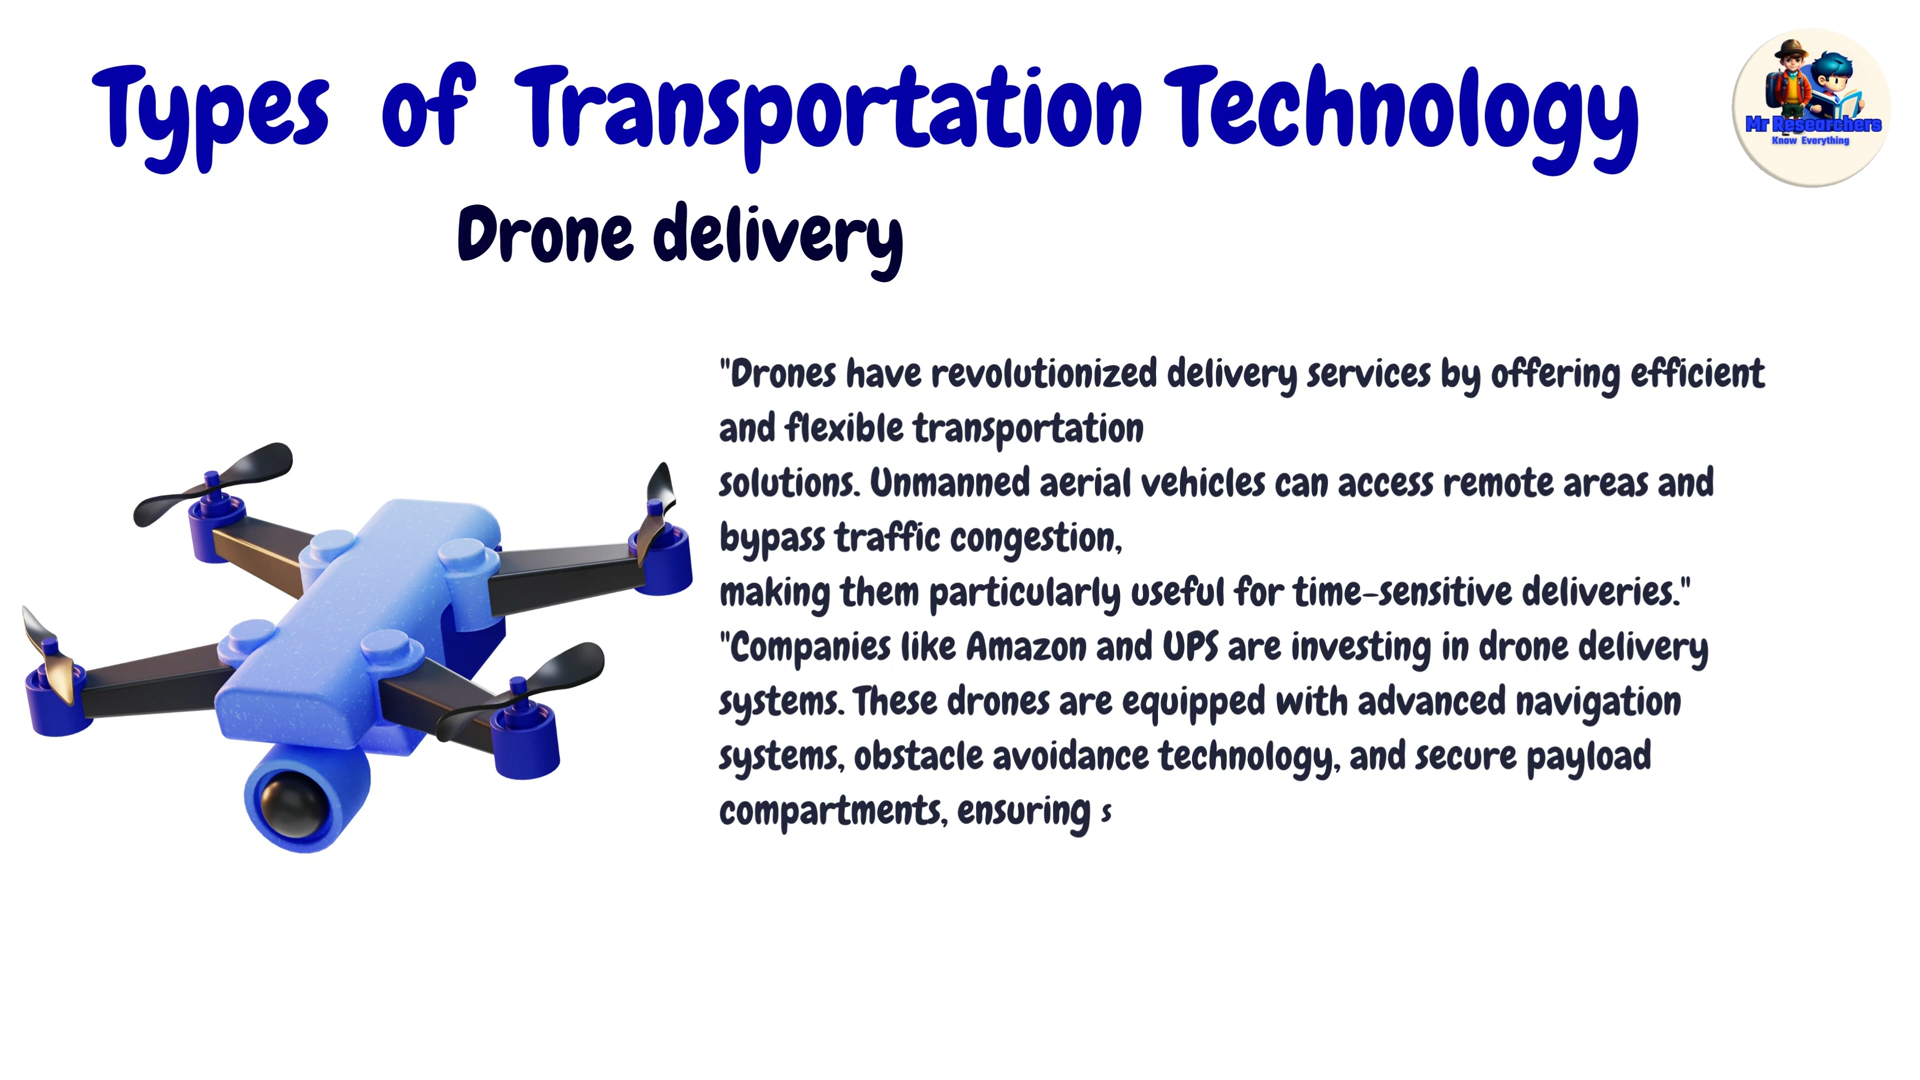 Types of Transportation Technology
Mr Researchers
Know Everything
Drone delivery
"Drones have revolutionized delivery services by offering efficient
and flexible transportation
solutions. Unmanned aerial vehicles can access remote areas and
bypass traffic congestion,
making them particularly useful for time-sensitive deliveries."
"Companies like Amazon and UPS are investing in drone delivery
systems. These drones are equipped with advanced navigation
systems, obstacle avoidance technology, and secure payload
compartments, ensuring s